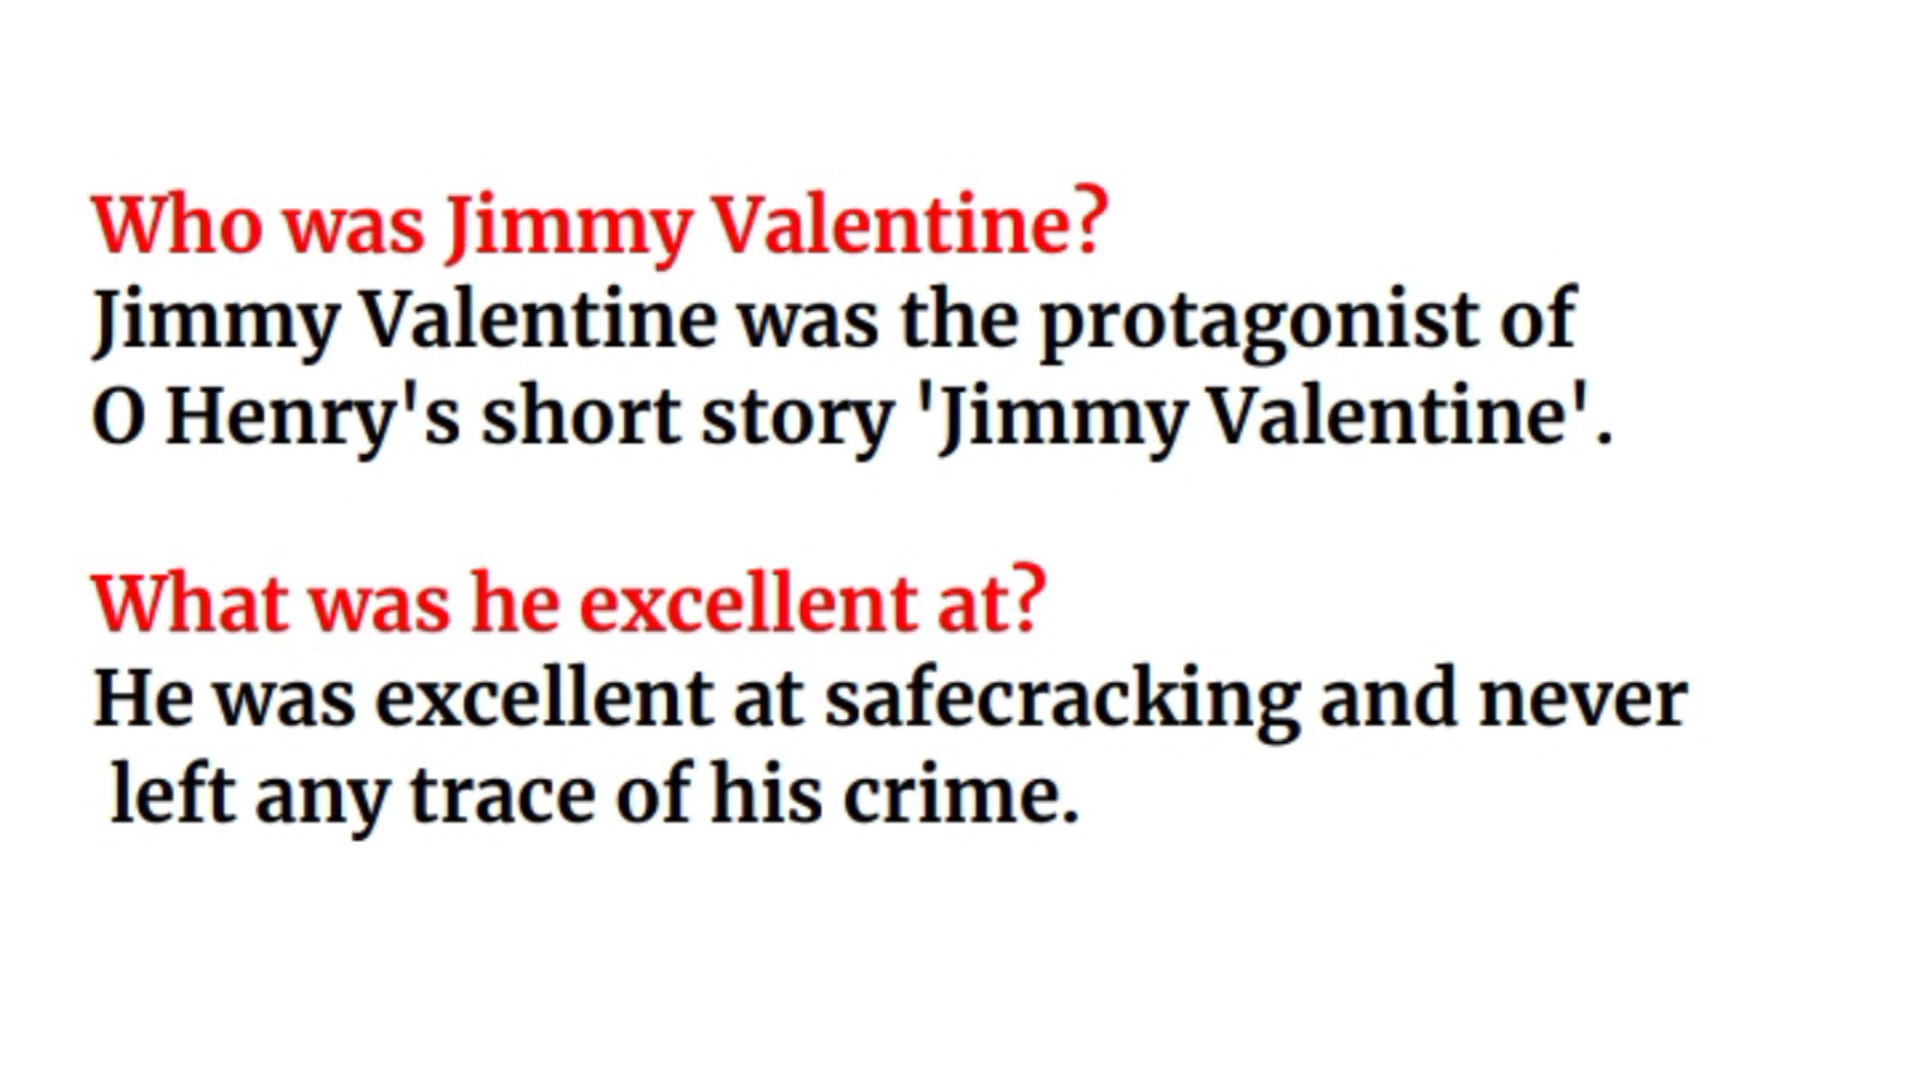 Who was Jimmy Valentine?
Jimmy Valentine was the protagonist of
O Henry's short story 'Jimmy Valentine'.
What was he excellent at?
He was excellent at safecracking and never
left any trace of his crime.